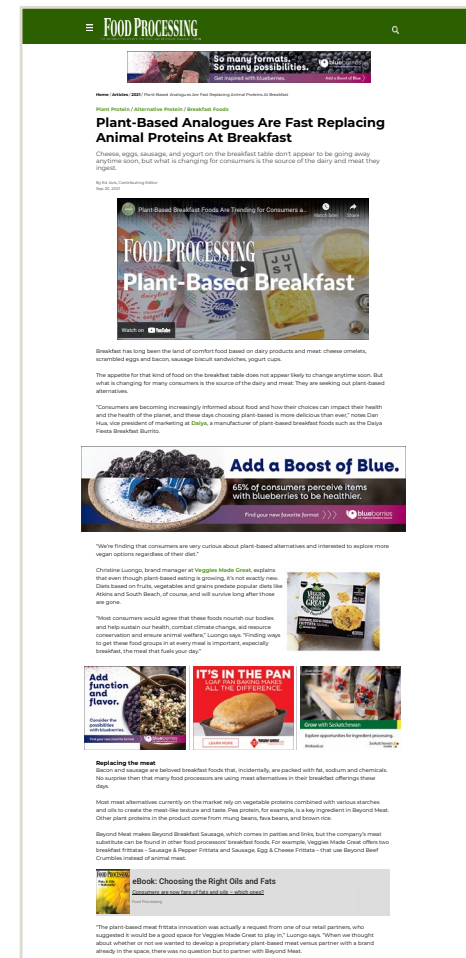 FOOD PROCESSING
So many formats.
So many possibilities.
Get inspired with blueberries.
blueberries
Add a Boost of Blue
Home / Articles / 2021 / Plant-Based Analogues Are Fast Replacing Animal Proteins At Breakfast
Plant Protein / Alternative Protein / Breakfast Foods
Plant-Based Analogues Are Fast Replacing
Animal Proteins At Breakfast
Cheese, eggs, sausage, and yogurt on the breakfast table don't appear to be going away
anytime soon, but what is changing for consumers is the source of the dairy and meat they
ingest.
By Ed Avis, Contributing Editor
Sep 20, 2021
Plant-Based Breakfast Foods Are Trending for Consumers a...
Watch later
Share
FOOD PROCESSING
JUST
Plant-Based Breakfast
Watch on YouTube
Breakfast has long been the land of comfort food based on dairy products and meat: cheese omelets,
scrambled eggs and bacon, sausage biscuit sandwiches, yogurt cups.
The appetite for that kind of food on the breakfast table does not appear likely to change anytime soon. But
what is changing for many consumers is the source of the dairy and meat: They are seeking out plant-based
alternatives.
"Consumers are becoming increasingly informed about food and how their choices can impact their health
and the health of the planet, and these days choosing plant-based is more delicious than ever," notes Dan
Hua, vice president of marketing at Daiya, a manufacturer of plant-based breakfast foods such as the Daiya
Fiesta Breakfast Burrito.
Add a Boost of Blue.
65% of consumers perceive items
with blueberries to be healthier.
Find your new favorite format
blueberries
"We're finding that consumers are very curious about plant-based alternatives and interested to explore more
vegan options regardless of their diet."
Christine Luongo, brand manager at Veggies Made Great, explains
that even though plant-based eating is growing, it's not exactly new.
Diets based on fruits, vegetables and grains predate popular diets like
Atkins and South Beach, of course, and will survive long after those
are gone.
VEGGIES
MADE
GREAT
"Most consumers would agree that these foods nourish our bodies
and help sustain our health, combat climate change, aid resource
conservation and ensure animal welfare," Luongo says. "Finding ways
to get these food groups in at every meal is important, especially
breakfast, the meal that fuels your day."
Add
function
and
flavor.
Consider the
possibilities
with blueberries.
IT'S IN THE PAN
LOAF PAN BAKING MAKES
ALL THE DIFFERENCE.
LEARN MORE
Grow with Saskatchewan
Explore opportunities for ingredient processing.
Saskatchewan
Replacing the meat
Bacon and sausage are beloved breakfast foods that, incidentally, are packed with fat, sodium and chemicals.
No surprise then that many food processors are using meat alternatives in their breakfast offerings these
days.
Most meat alternatives currently on the market rely on vegetable proteins combined with various starches
and oils to create the meat-like texture and taste. Pea protein, for example, is a key ingredient in Beyond Meat.
Other plant proteins in the product come from mung beans, fava beans, and brown rice.
Beyond Meat makes Beyond Breakfast Sausage, which comes in patties and links, but the company's meat
substitute can be found in other food processors' breakfast foods. For example, Veggies Made Great offers two
breakfast frittatas – Sausage & Pepper Frittata and Sausage, Egg & Cheese Frittata – that use Beyond Beef
Crumbles instead of animal meat.
FOOD PROCESSING
eBook: Choosing the Right Oils and Fats
Consumers are now fans of fats and oils – which ones?
Food Processing
"The plant-based meat frittata innovation was actually a request from one of our retail partners, who
suggested it would be a good space for Veggies Made Great to play in," Luongo says. "When we thought
about whether or not we wanted to develop a proprietary plant-based meat versus partner with a brand
already in the space, there was no question but to partner with Beyond Meat.